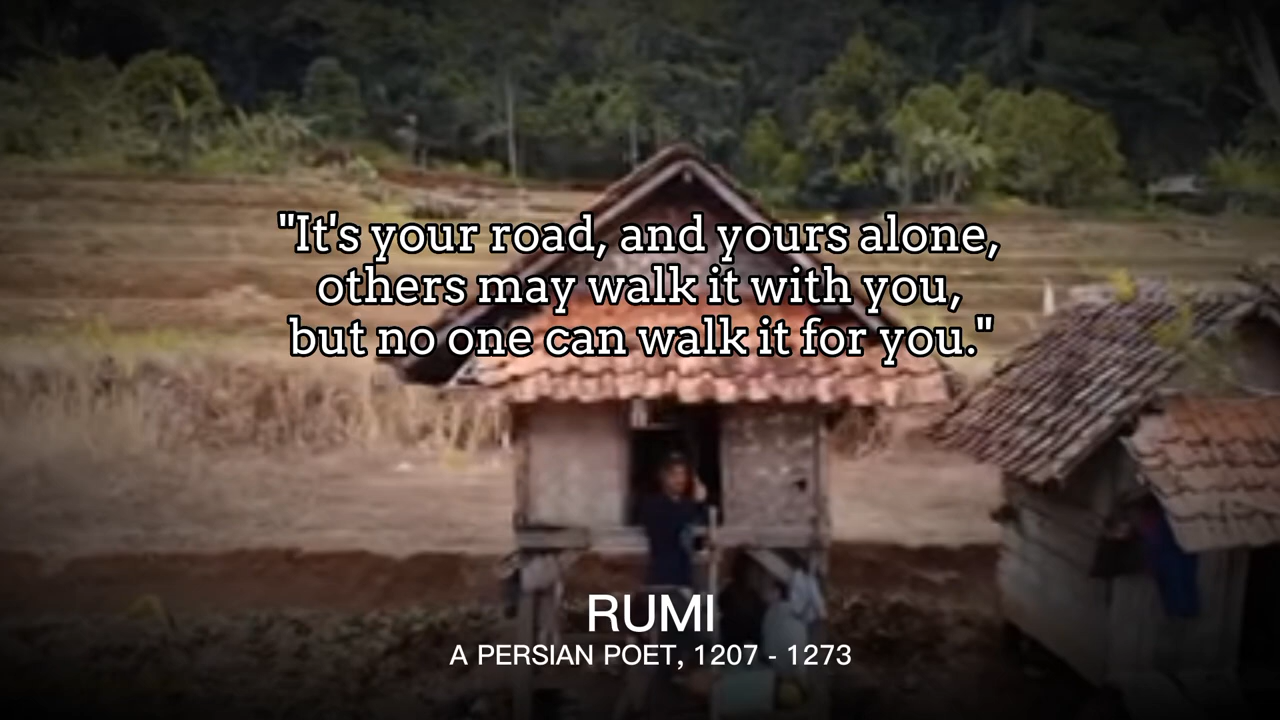 "It's your road, and yours alone,
others may walk it with you,
but no one can walk it for you."
RUMI
A PERSIAN POET, 1207 - 1273